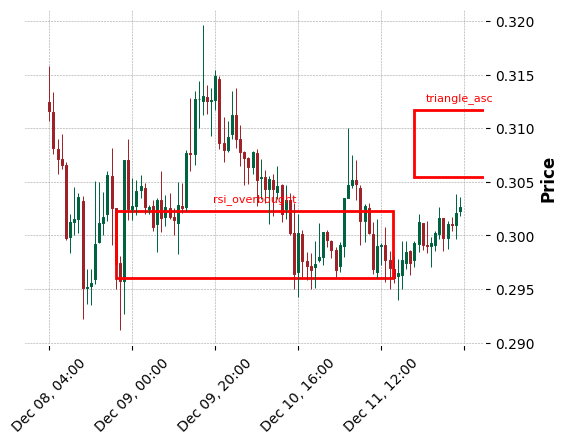 0.320
0.315
triangle_asc
0.310
0.305
rsi_overbought
0.300
0.295
0.290
Price
Dec 08, 04:00
Dec 09, 00:00
Dec 09, 20:00
Dec 10, 16:00
Dec 11, 12:00